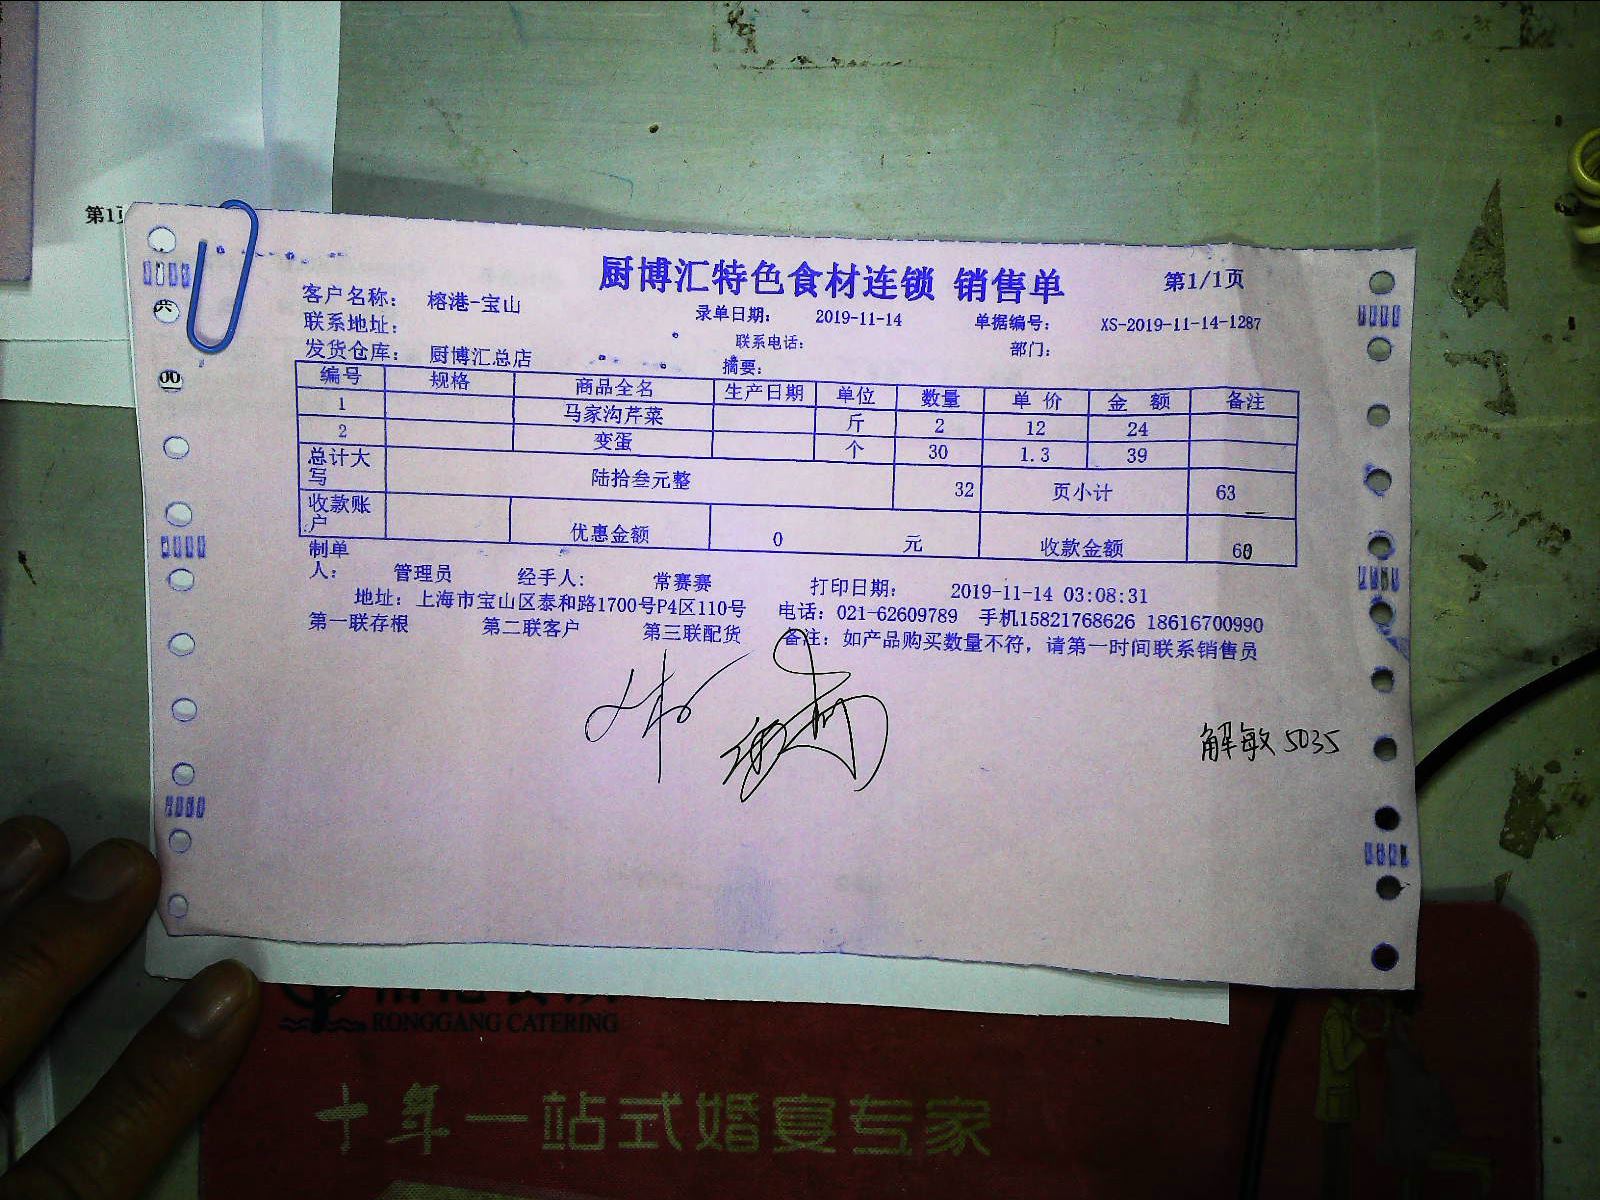 第1页
厨博汇特色食材连锁 销售单 第1/1页
客户名称: 榕港-宝山 录单日期: 2019-11-14 单据编号: XS-2019-11-14-1287
联系地址: 联系电话: 部门:
发货仓库: 厨博汇总店 摘要:
编号 规格 商品全名 生产日期 单位 数量 单 价 金 额 备注
1 马家沟芹菜 斤 2 12 24
2 变蛋 个 30 1.3 39
总计大写 陆拾叁元整 32 页小计 63
收款账户 优惠金额 0 元 收款金额
制单人: 管理员 经手人: 常赛赛 打印日期: 2019-11-14 03:08:31
地址: 上海市宝山区泰和路1700号P4区110号 电话: 021-62609789 手机15821768626 18616700990
第一联存根 第二联客户 第三联配货 备注: 如产品购买数量不符, 请第一时间联系销售员
解敏 5035
RONGGANG CATERING
十年一站式婚宴专家